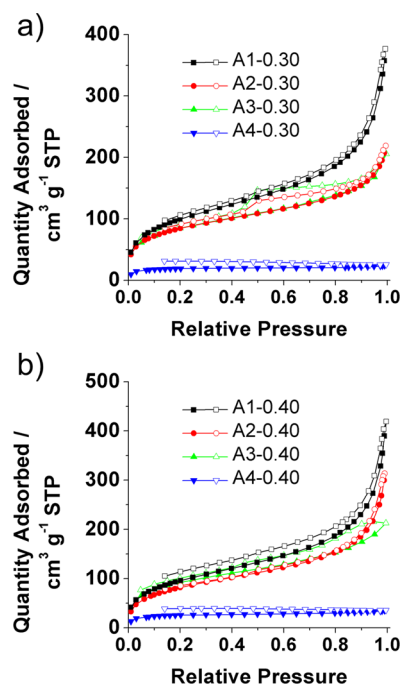 a)
400
300
200
100
0
0.0 0.2 0.4 0.6 0.8 1.0
Quantity Adsorbed /
cm³ g⁻¹ STP
Relative Pressure
A1-0.30
A2-0.30
A3-0.30
A4-0.30
b)
500
400
300
200
100
0
0.0 0.2 0.4 0.6 0.8 1.0
Quantity Adsorbed /
cm³ g⁻¹ STP
Relative Pressure
A1-0.40
A2-0.40
A3-0.40
A4-0.40